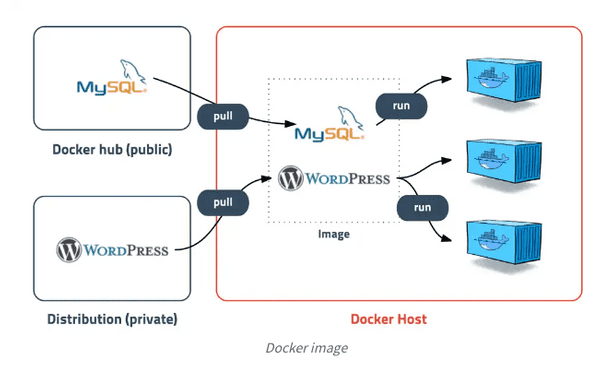 MySQL®
pull
Docker hub (public)
MySQL®
run
WORDPRESS
pull
WORDPRESS
run
Image
Distribution (private)
Docker Host
Docker image